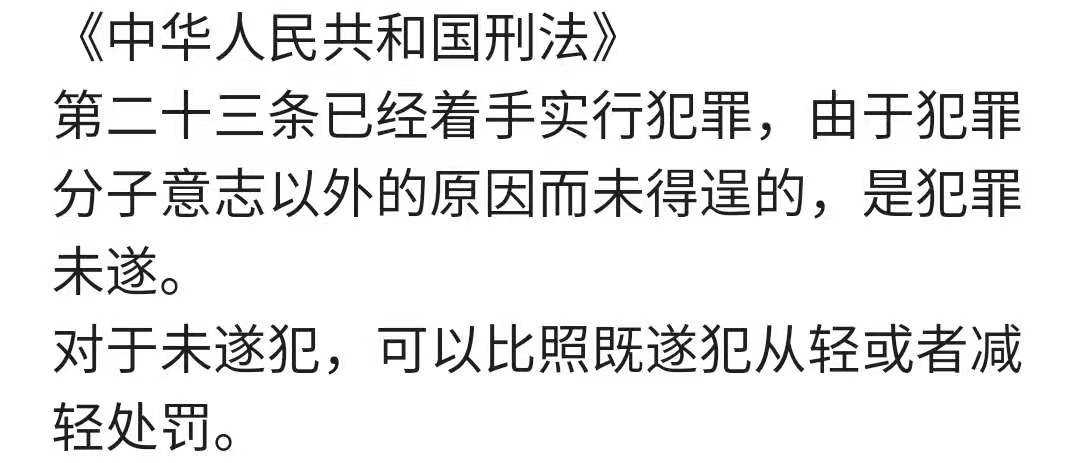 《中华人民共和国刑法》
第二十三条已经着手实行犯罪，由于犯罪
分子意志以外的原因而未得逞的，是犯罪
未遂。
对于未遂犯，可以比照既遂犯从轻或者减
轻处罚。